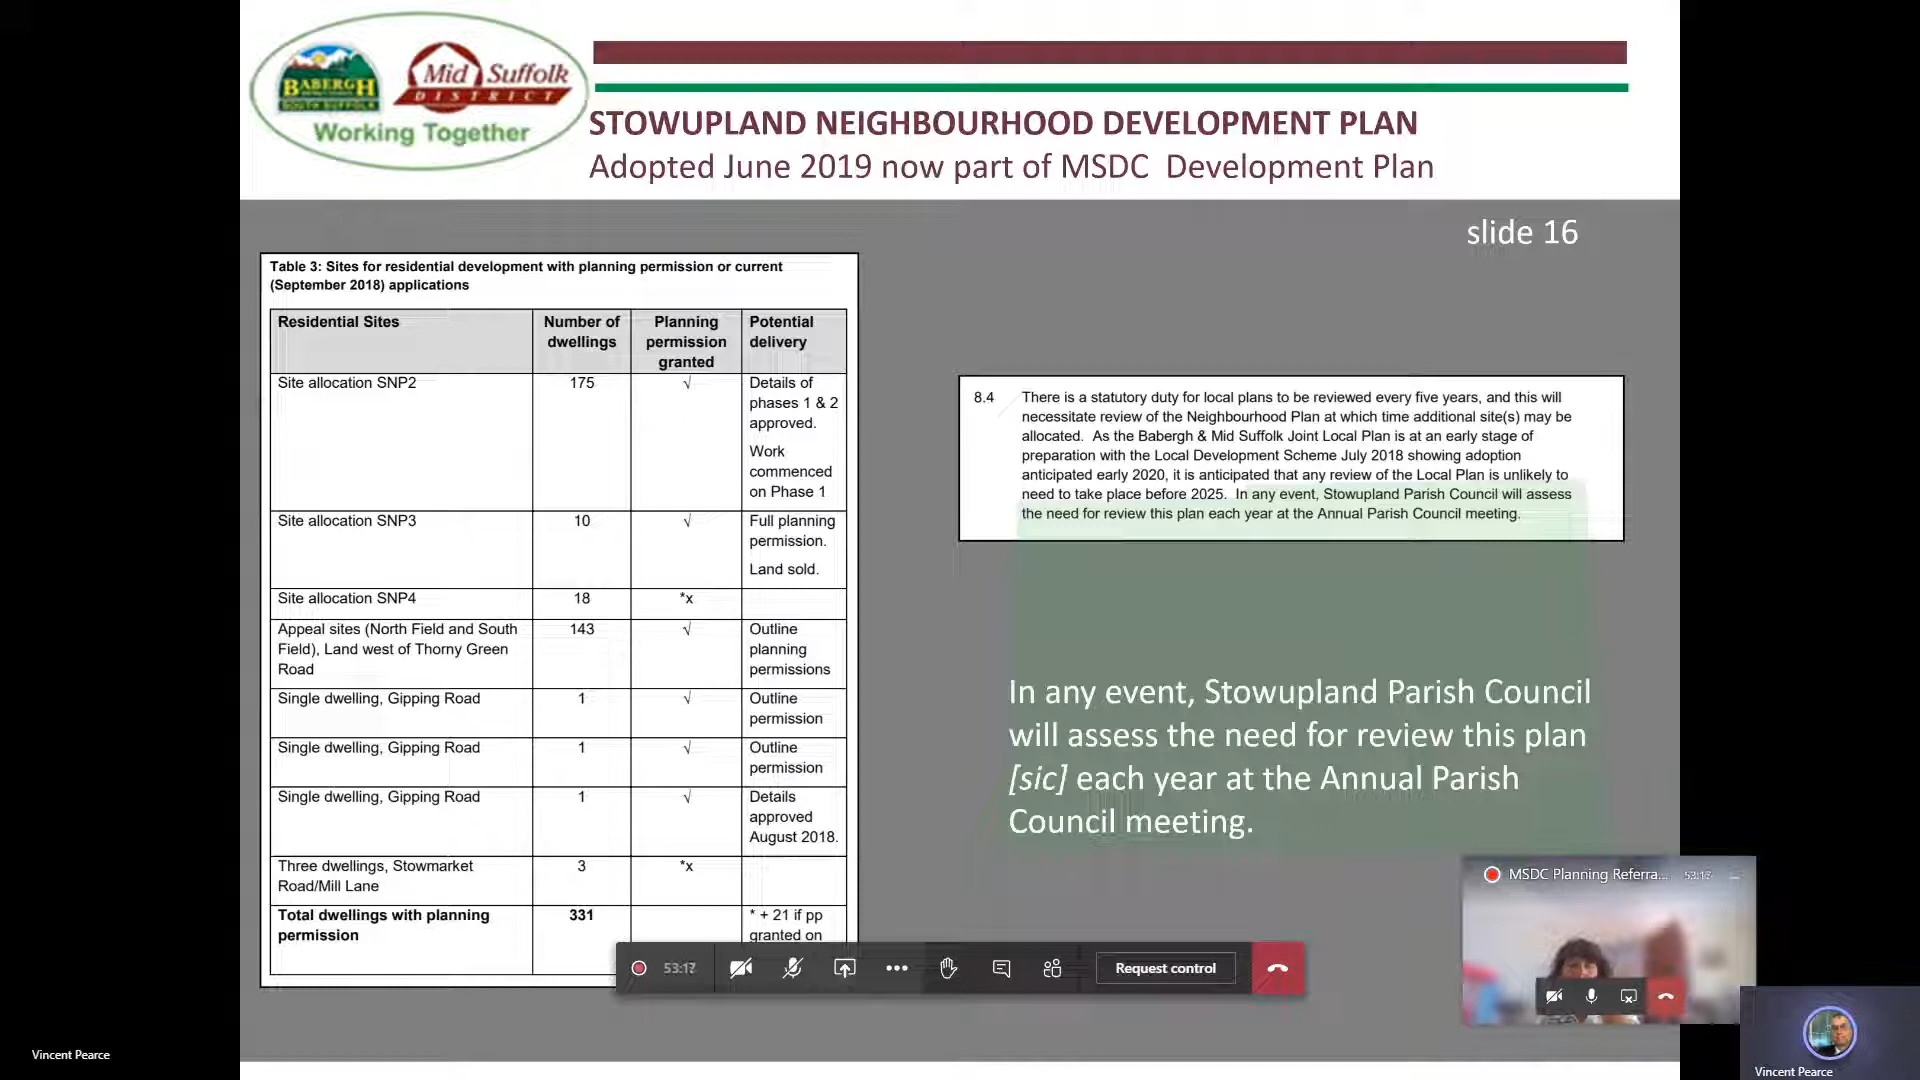 BABERGH
SOUTH SUFFOLK
Mid Suffolk
DISTRICT
Working Together
STOWUPLAND NEIGHBOURHOOD DEVELOPMENT PLAN
Adopted June 2019 now part of MSDC Development Plan
slide 16
Table 3: Sites for residential development with planning permission or current
(September 2018) applications
Residential Sites
Number of
dwellings
Planning
permission
granted
Potential
delivery
Site allocation SNP2
175
√
Details of
phases 1 & 2
approved.
Work
commenced
on Phase 1
Site allocation SNP3
10
√
Full planning
permission.
Land sold.
Site allocation SNP4
18
*x
Appeal sites (North Field and South
Field), Land west of Thorny Green
Road
143
√
Outline
planning
permissions
Single dwelling, Gipping Road
1
√
Outline
permission
Single dwelling, Gipping Road
1
√
Outline
permission
Single dwelling, Gipping Road
1
√
Details
approved
August 2018.
Three dwellings, Stowmarket
Road/Mill Lane
3
*x
Total dwellings with planning
permission
331
* + 21 if pp
granted on
8.4 There is a statutory duty for local plans to be reviewed every five years, and this will
necessitate review of the Neighbourhood Plan at which time additional site(s) may be
allocated. As the Babergh & Mid Suffolk Joint Local Plan is at an early stage of
preparation with the Local Development Scheme July 2018 showing adoption
anticipated early 2020, it is anticipated that any review of the Local Plan is unlikely to
need to take place before 2025. In any event, Stowupland Parish Council will assess
the need for review this plan each year at the Annual Parish Council meeting.
In any event, Stowupland Parish Council
will assess the need for review this plan
[sic] each year at the Annual Parish
Council meeting.
MSDC Planning Referra... 53:17
53:17
Request control
Vincent Pearce
Vincent Pearce